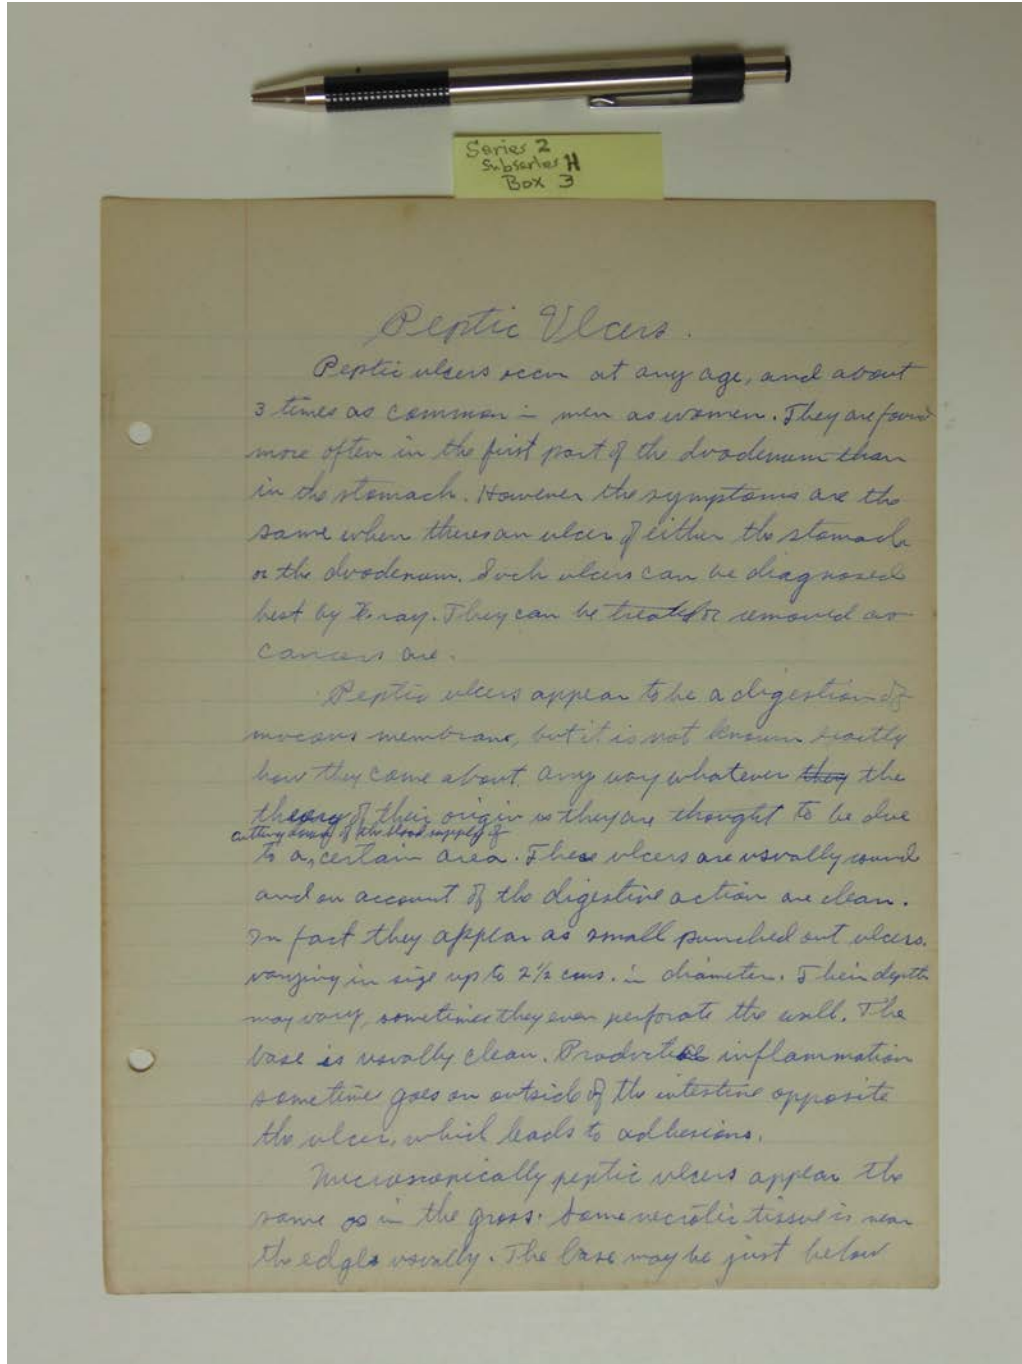 Series 2
Subseries H
Box 3
Peptic Ulcers.
Peptic ulcers occur at any age, and about
3 times as common in men as women. They are found
more often in the first part of the duodenum than
in the stomach. However the symptoms are the
same when theres an ulcer of either the stomach
or the duodenum. Such ulcers can be diagnosed
best by X-ray. They can be treated or removed as
cancers are.
Peptic ulcers appear to be a digestion of
mucous membrane, but it is not known exactly
how they come about. Any way whatever they the
theory of their origin is they are thought to be due
cutting away of the blood supply of
to a certain area. These ulcers are usually round
and on account of the digestive action are clean.
In fact they appear as small punched out ulcers.
varying in size up to 2 1/2 cms. in diameter. Their depth
may vary, sometimes they even perforate the wall. The
base is usually clean. Productive inflammation
sometimes goes on outside of the intestine opposite
the ulcer, which leads to adhesions.
Microscopically peptic ulcers appear the
same as in the gross. Some necrotic tissue is near
the edges usually. The base may be just below